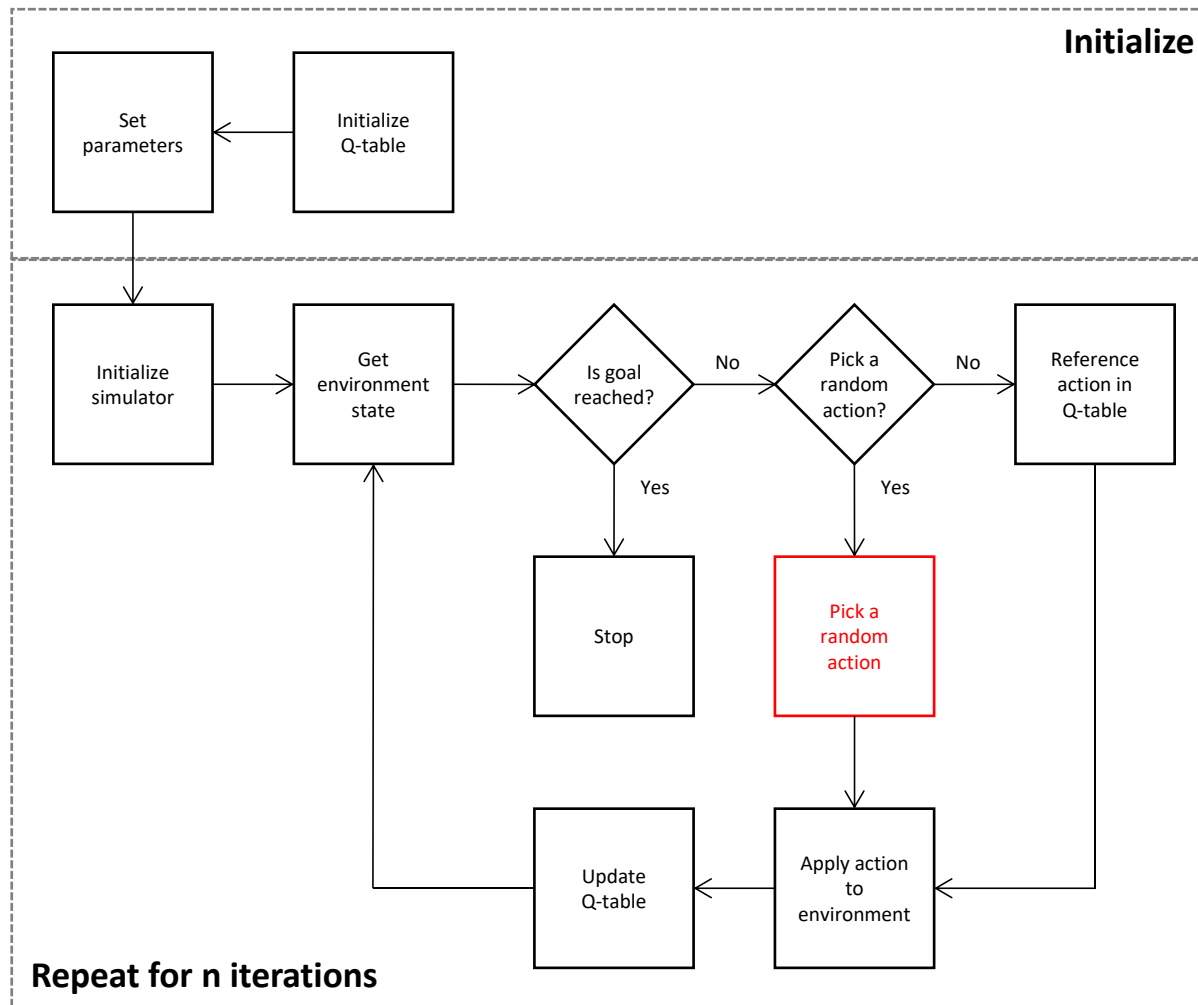 Initialize
Set
parameters
Initialize
Q-table
Initialize
simulator
Get
environment
state
Is goal
reached?
No
Pick a
random
action?
No
Reference
action in
Q-table
Yes
Yes
Stop
Pick a
random
action
Update
Q-table
Apply action
to
environment
Repeat for n iterations